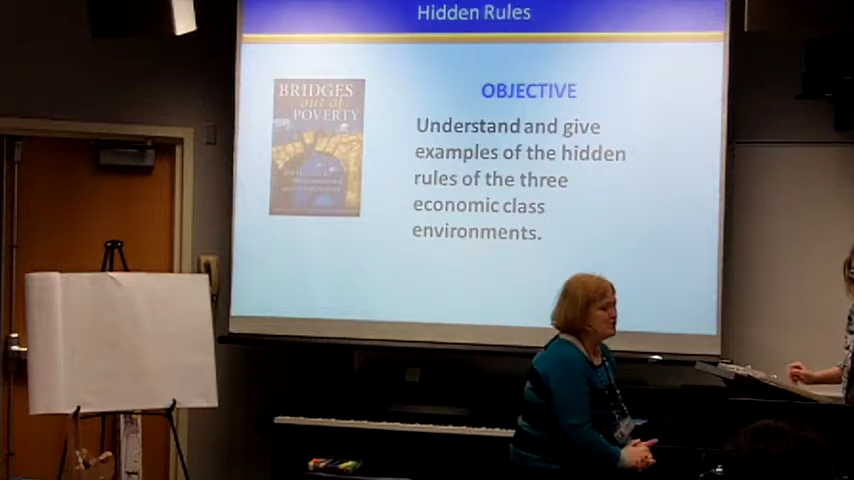 Hidden Rules
BRIDGES
out of
POVERTY
OBJECTIVE
Understand and give
examples of the hidden
rules of the three
economic class
environments.